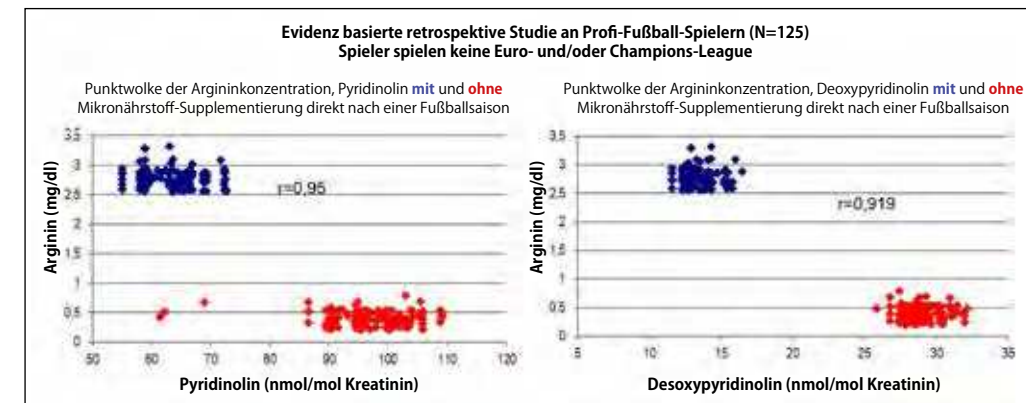 Evidenz basierte retrospektive Studie an Profi-Fußball-Spielern (N=125)
Spieler spielen keine Euro- und/oder Champions-League
Punktwolke der Argininkonzentration, Pyridinolin mit und ohne
Mikronährstoff-Supplementierung direkt nach einer Fußballsaison
Arginin (mg/dl)
3,5
3
2,5
2
1,5
1
0,5
0
r=0,95
50 60 70 80 90 100 110 120
Pyridinolin (nmol/mol Kreatinin)
Punktwolke der Argininkonzentration, Deoxypyridinolin mit und ohne
Mikronährstoff-Supplementierung direkt nach einer Fußballsaison
Arginin (mg/dl)
3,5
3
2,5
2
1,5
1
0,5
0
r=0,919
5 10 15 20 25 30 35
Desoxypyridinolin (nmol/mol Kreatinin)